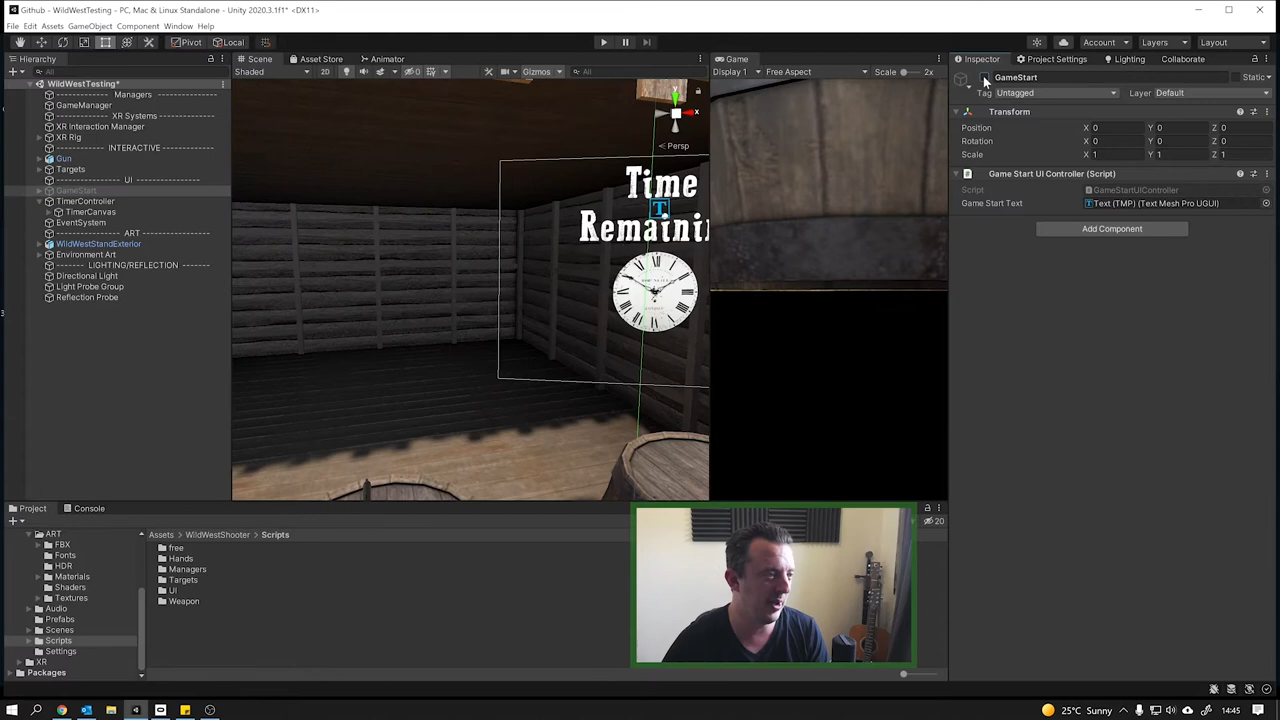 Github - WildWestTesting - PC, Mac & Linux Standalone - Unity 2020.3.1f1* <DX11>
File Edit Assets GameObject Component Window Help
Pivot Local Account Layers Layout
Hierarchy Scene Asset Store Animator Game Inspector Project Settings Lighting Collaborate
All Shaded 2D 0 Gizmos All Display 1 Free Aspect Scale 2x
WildWestTesting*
---------------- Managers ----------------
GameManager
---------------- XR Systems ----------------
XR Interaction Manager
XR Rig
---------------- INTERACTIVE ----------------
Gun
Targets
---------------- UI ----------------
GameStart
TimerController
TimerCanvas
EventSystem
---------------- ART ----------------
WildWestStandExterior
Environment Art
-------- LIGHTING/REFLECTION --------
Directional Light
Light Probe Group
Reflection Probe
y
x
Persp
Time
T
Remainin
GameStart Static
Tag Untagged Layer Default
Transform
Position X 0 Y 0 Z 0
Rotation X 0 Y 0 Z 0
Scale X 1 Y 1 Z 1
Game Start UI Controller (Script)
Script GameStartUIController
Game Start Text Text (TMP) (Text Mesh Pro UGUI)
Add Component
Project Console
20
ART
FBX
Fonts
HDR
Materials
Shaders
Textures
Audio
Prefabs
Scenes
Scripts
Settings
XR
Packages
Assets > WildWestShooter > Scripts
free
Hands
Managers
Targets
Ui
Weapon
25°C Sunny 14:45